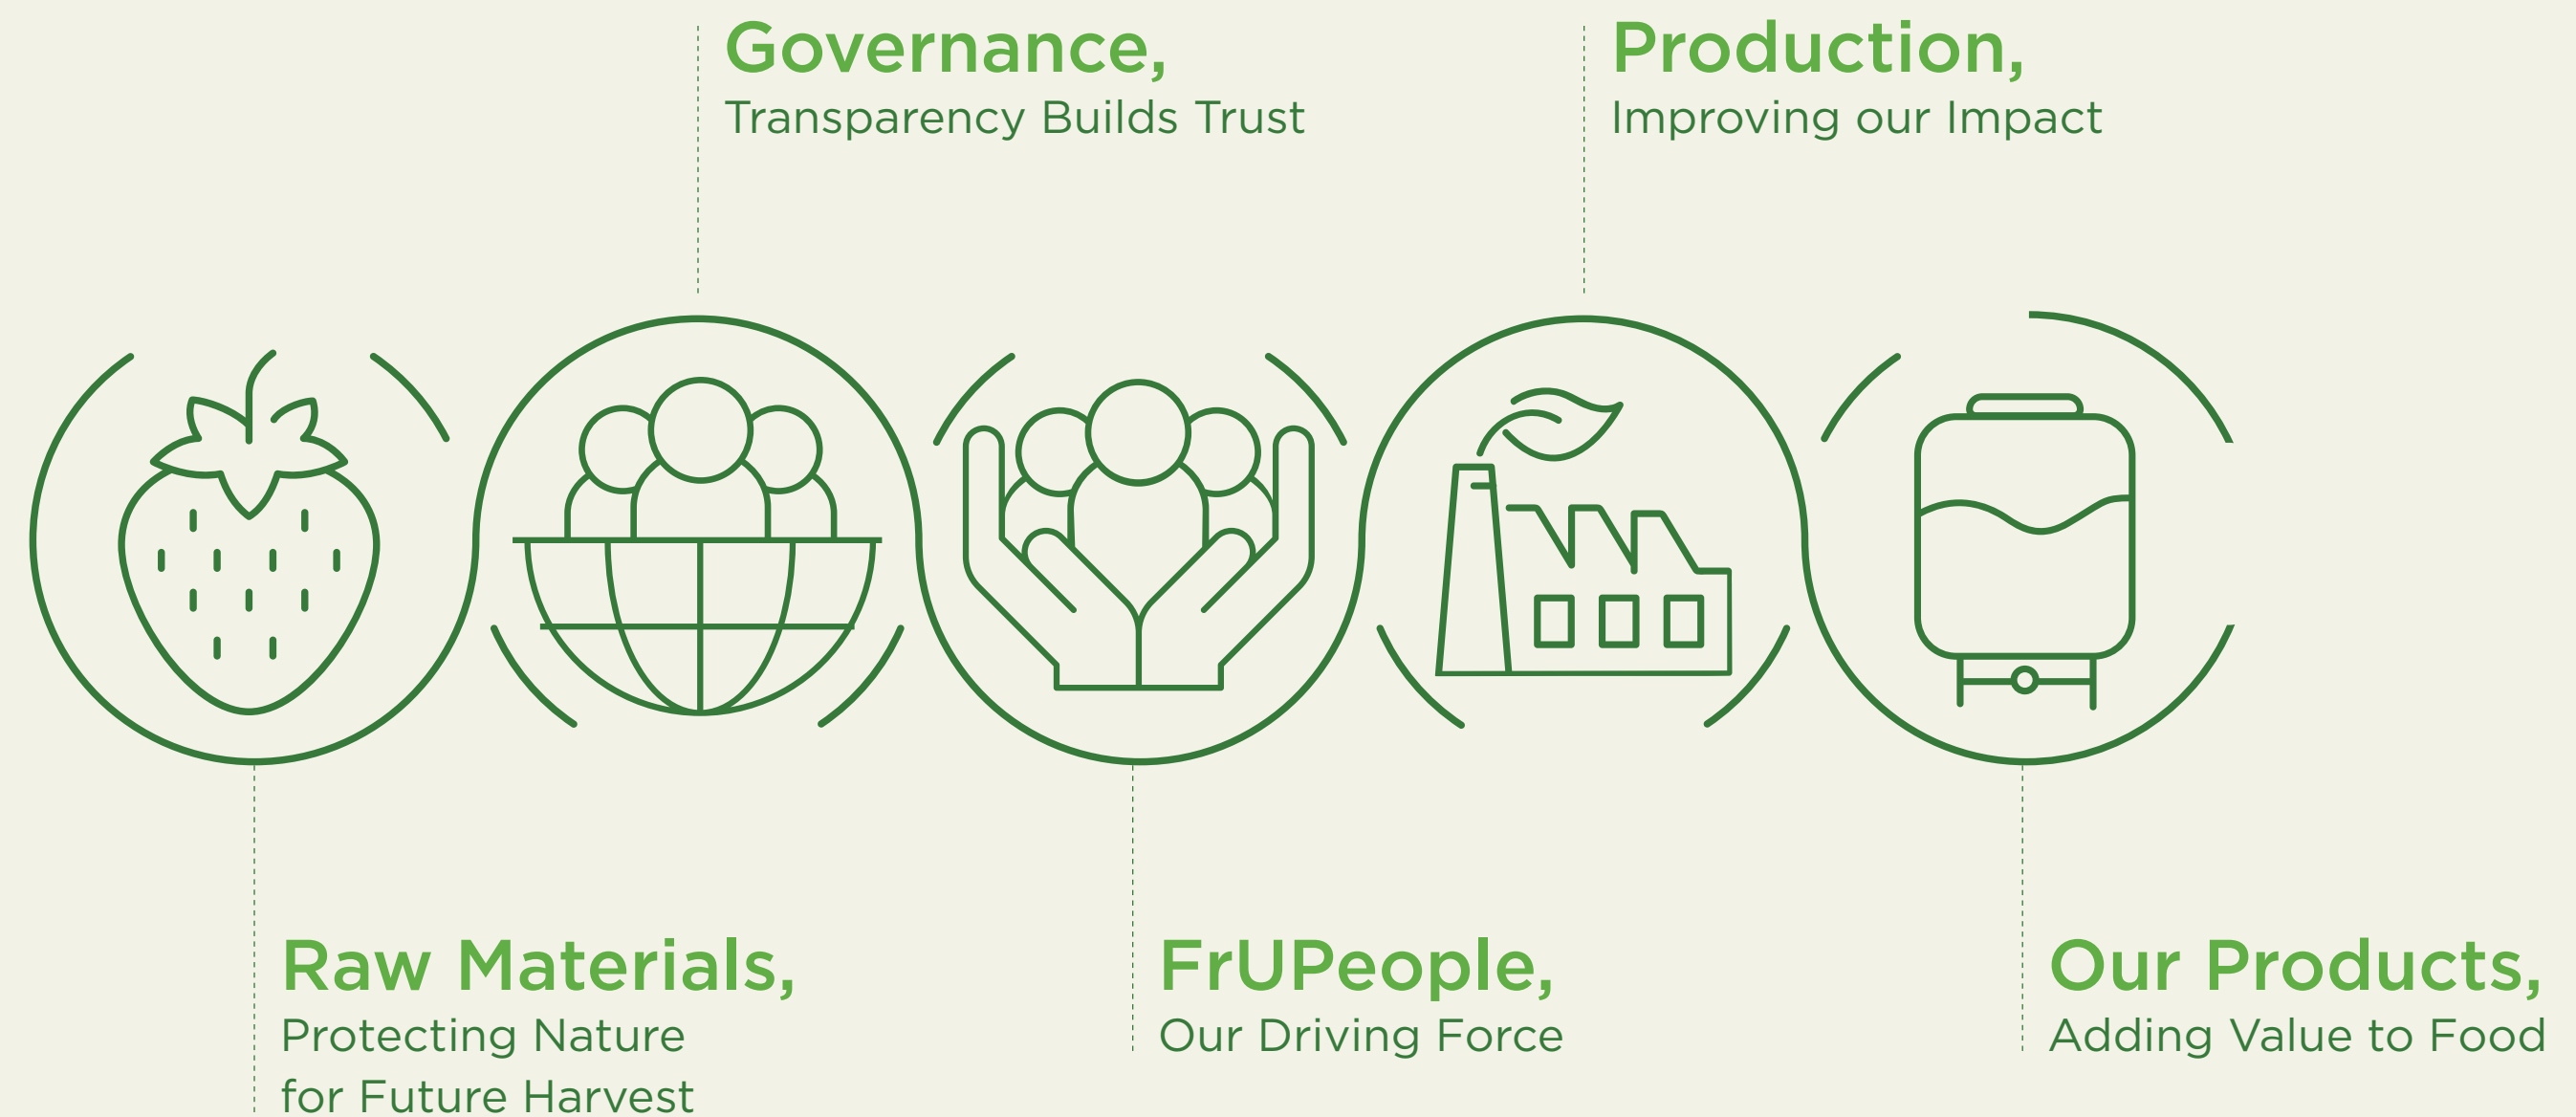 Governance,
Transparency Builds Trust
Production,
Improving our Impact
Raw Materials,
Protecting Nature
for Future Harvest
FrUPeople,
Our Driving Force
Our Products,
Adding Value to Food